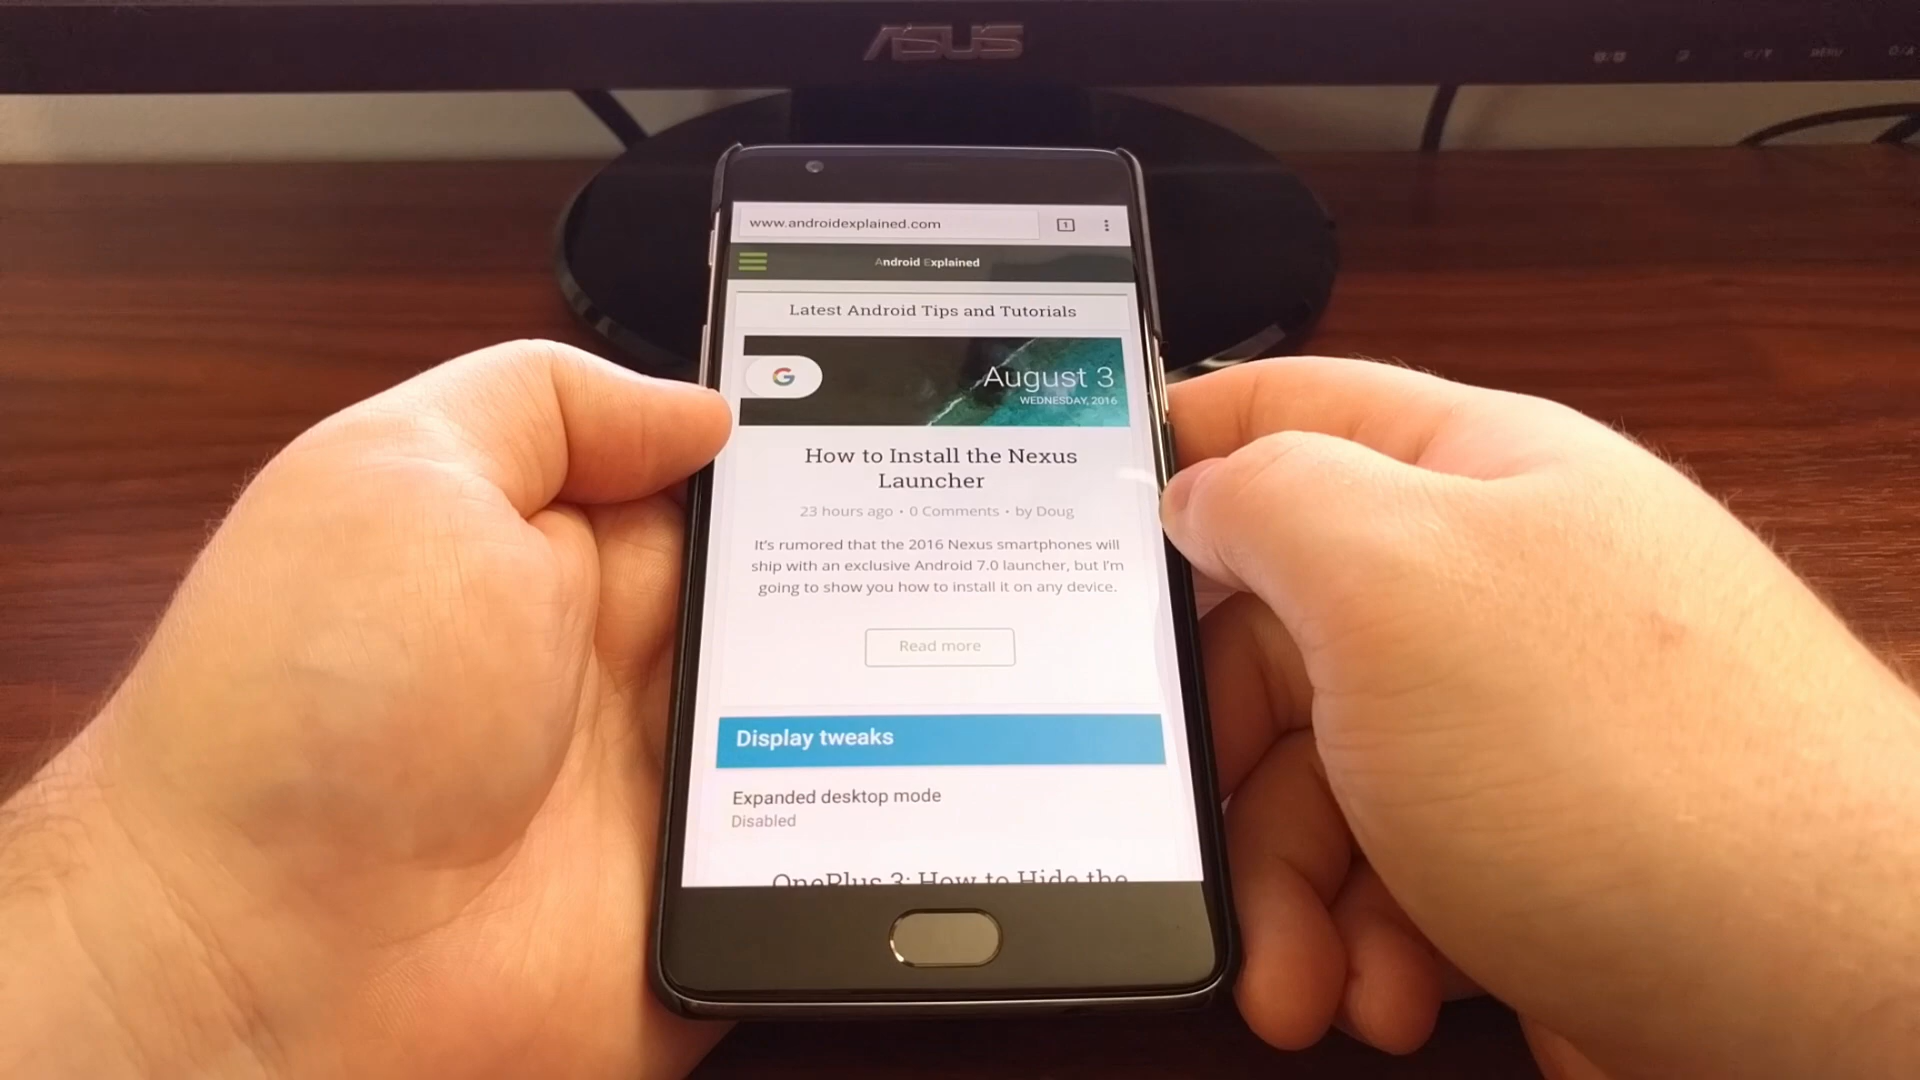 ASUS
MENU
www.androidexplained.com
1
Android Explained
Latest Android Tips and Tutorials
G
August 3
WEDNESDAY, 2016
How to Install the Nexus
Launcher
23 hours ago • 0 Comments • by Doug
It's rumored that the 2016 Nexus smartphones will
ship with an exclusive Android 7.0 launcher, but I'm
going to show you how to install it on any device.
Read more
Display tweaks
Expanded desktop mode
Disabled
OnePlus 3: How to Hide the